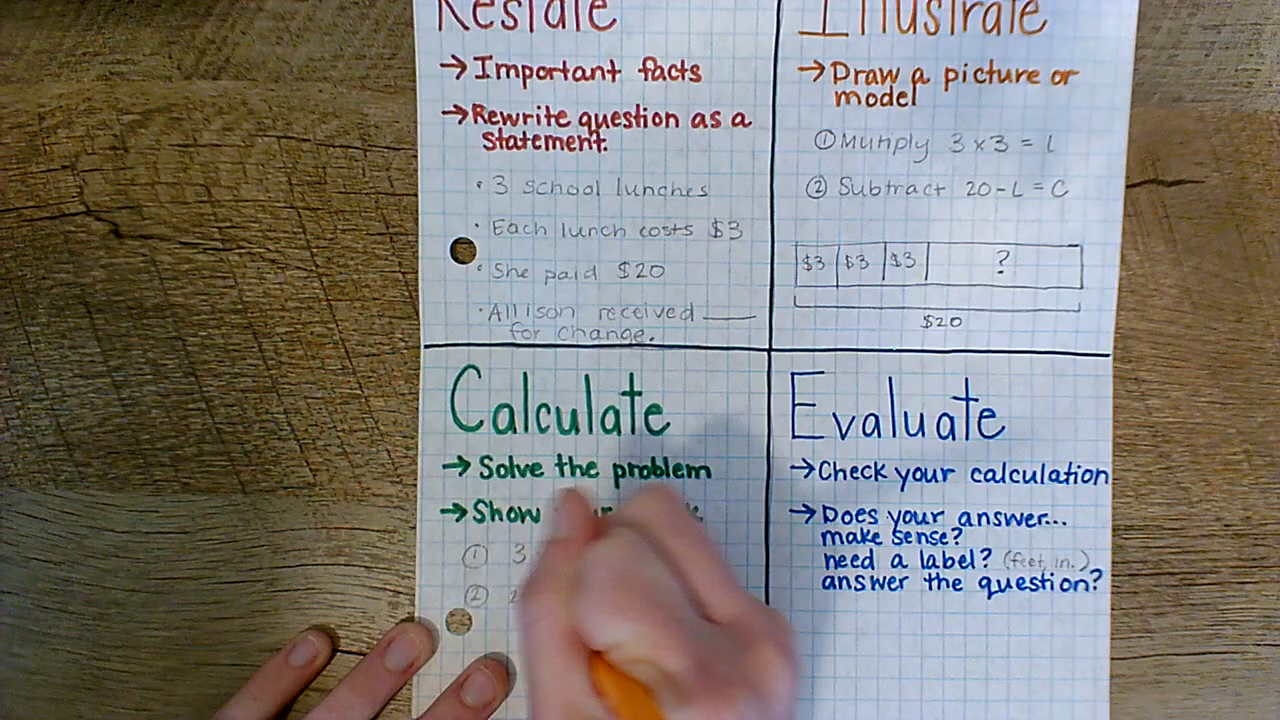 Restate
→ Important facts
→ Rewrite question as a
statement.
• 3 school lunches
• Each lunch costs $3
• She paid $20
• Allison received ____
for change.
Illustrate
→ Draw a picture or
model
① Multiply 3 x 3 = L
② Subtract 20 - L = C
$3 $3 $3 ?
$20
Calculate
→ Solve the problem
→ Show
① 3
②
Evaluate
→ Check your calculation
→ Does your answer...
make sense?
need a label? (feet, in.)
answer the question?